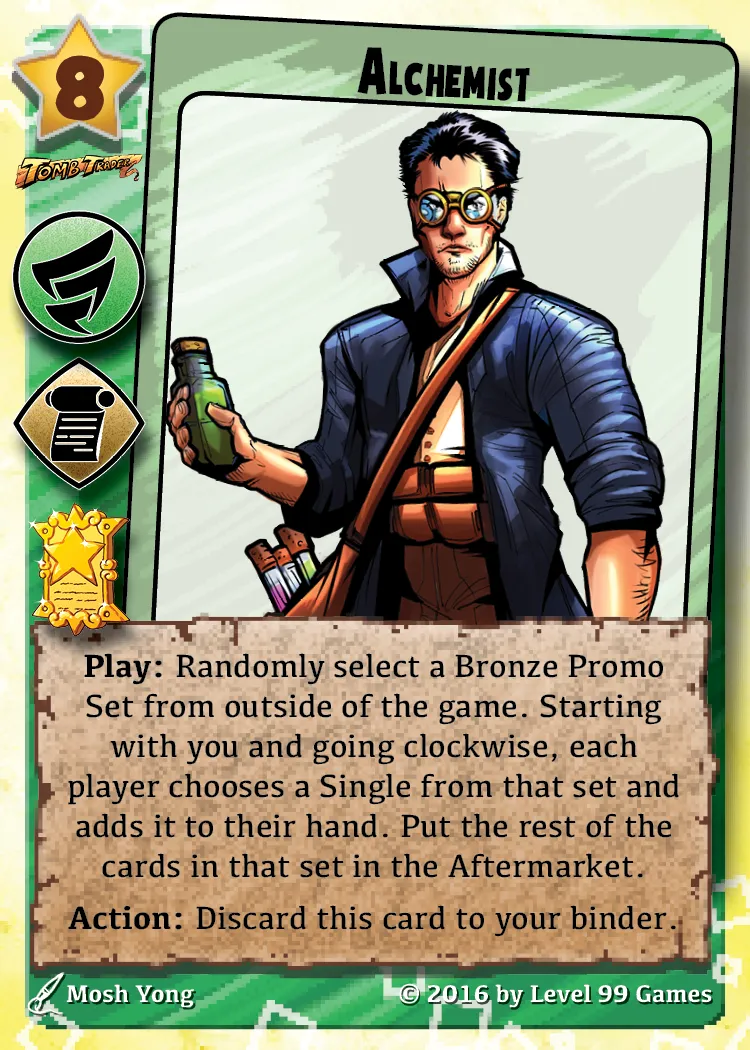 8
ALCHEMIST
TOMB TRADER
Play: Randomly select a Bronze Promo
Set from outside of the game. Starting
with you and going clockwise, each
player chooses a Single from that set and
adds it to their hand. Put the rest of the
cards in that set in the Aftermarket.
Action: Discard this card to your binder.
Mosh Yong
© 2016 by Level 99 Games